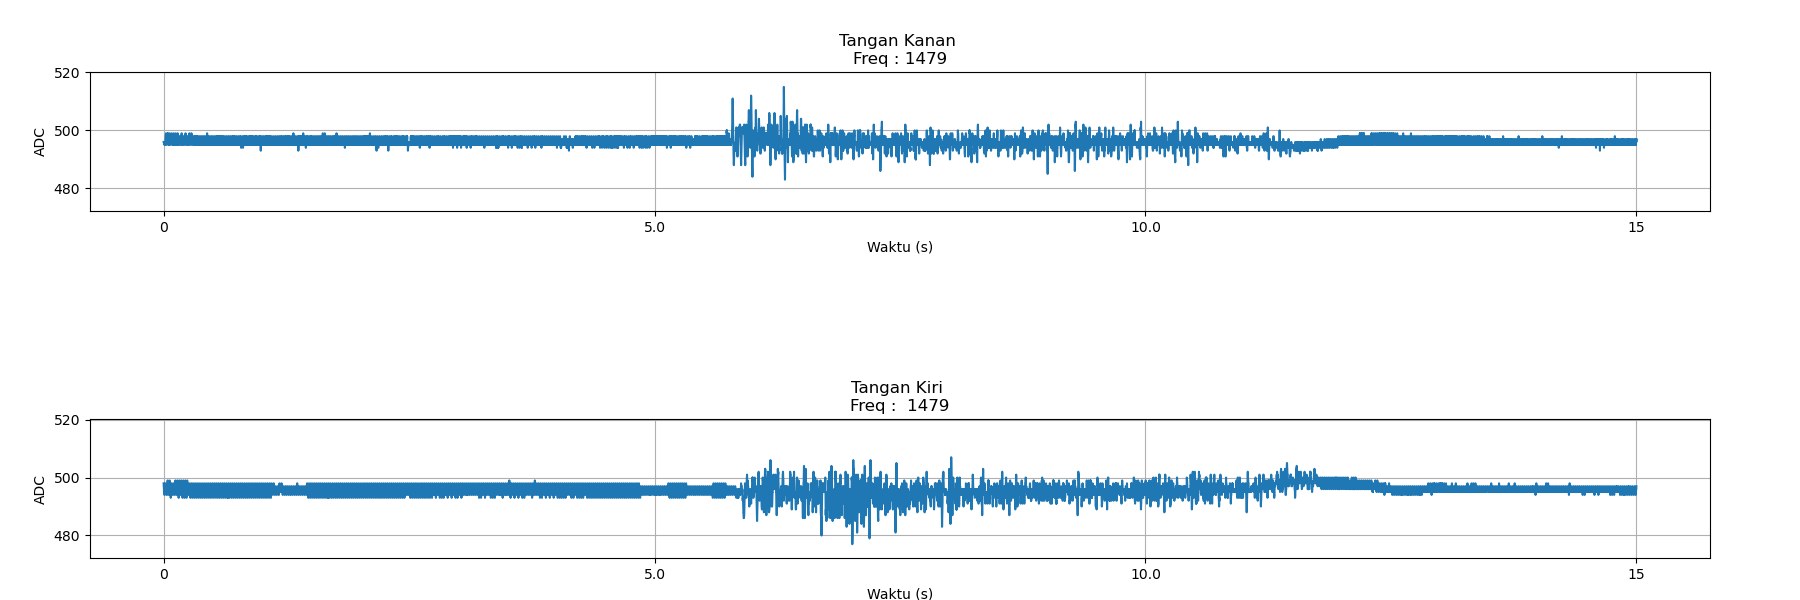 Tangan Kanan
Freq : 1479
520
500
480
ADC
0
5.0
10.0
15
Waktu (s)
Tangan Kiri
Freq :  1479
520
500
480
ADC
0
5.0
10.0
15
Waktu (s)